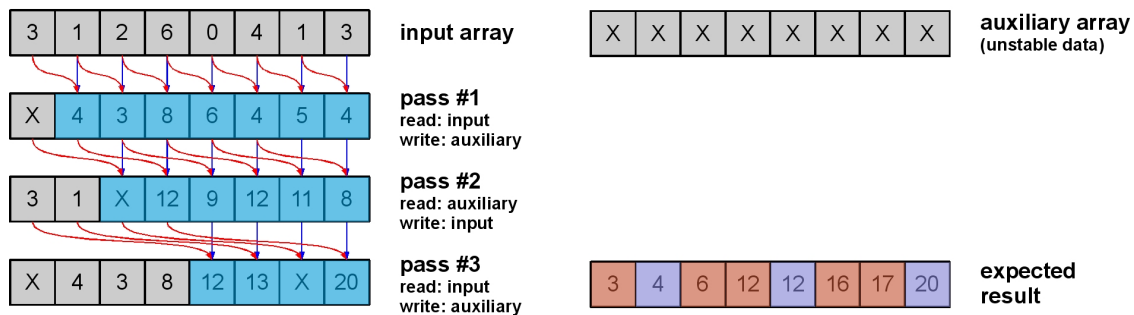 3 1 2 6 0 4 1 3
input array
X X X X X X X X
auxiliary array
(unstable data)
X 4 3 8 6 4 5 4
pass #1
read: input
write: auxiliary
3 1 X 12 9 12 11 8
pass #2
read: auxiliary
write: input
X 4 3 8 12 13 X 20
pass #3
read: input
write: auxiliary
3 4 6 12 12 16 17 20
expected
result